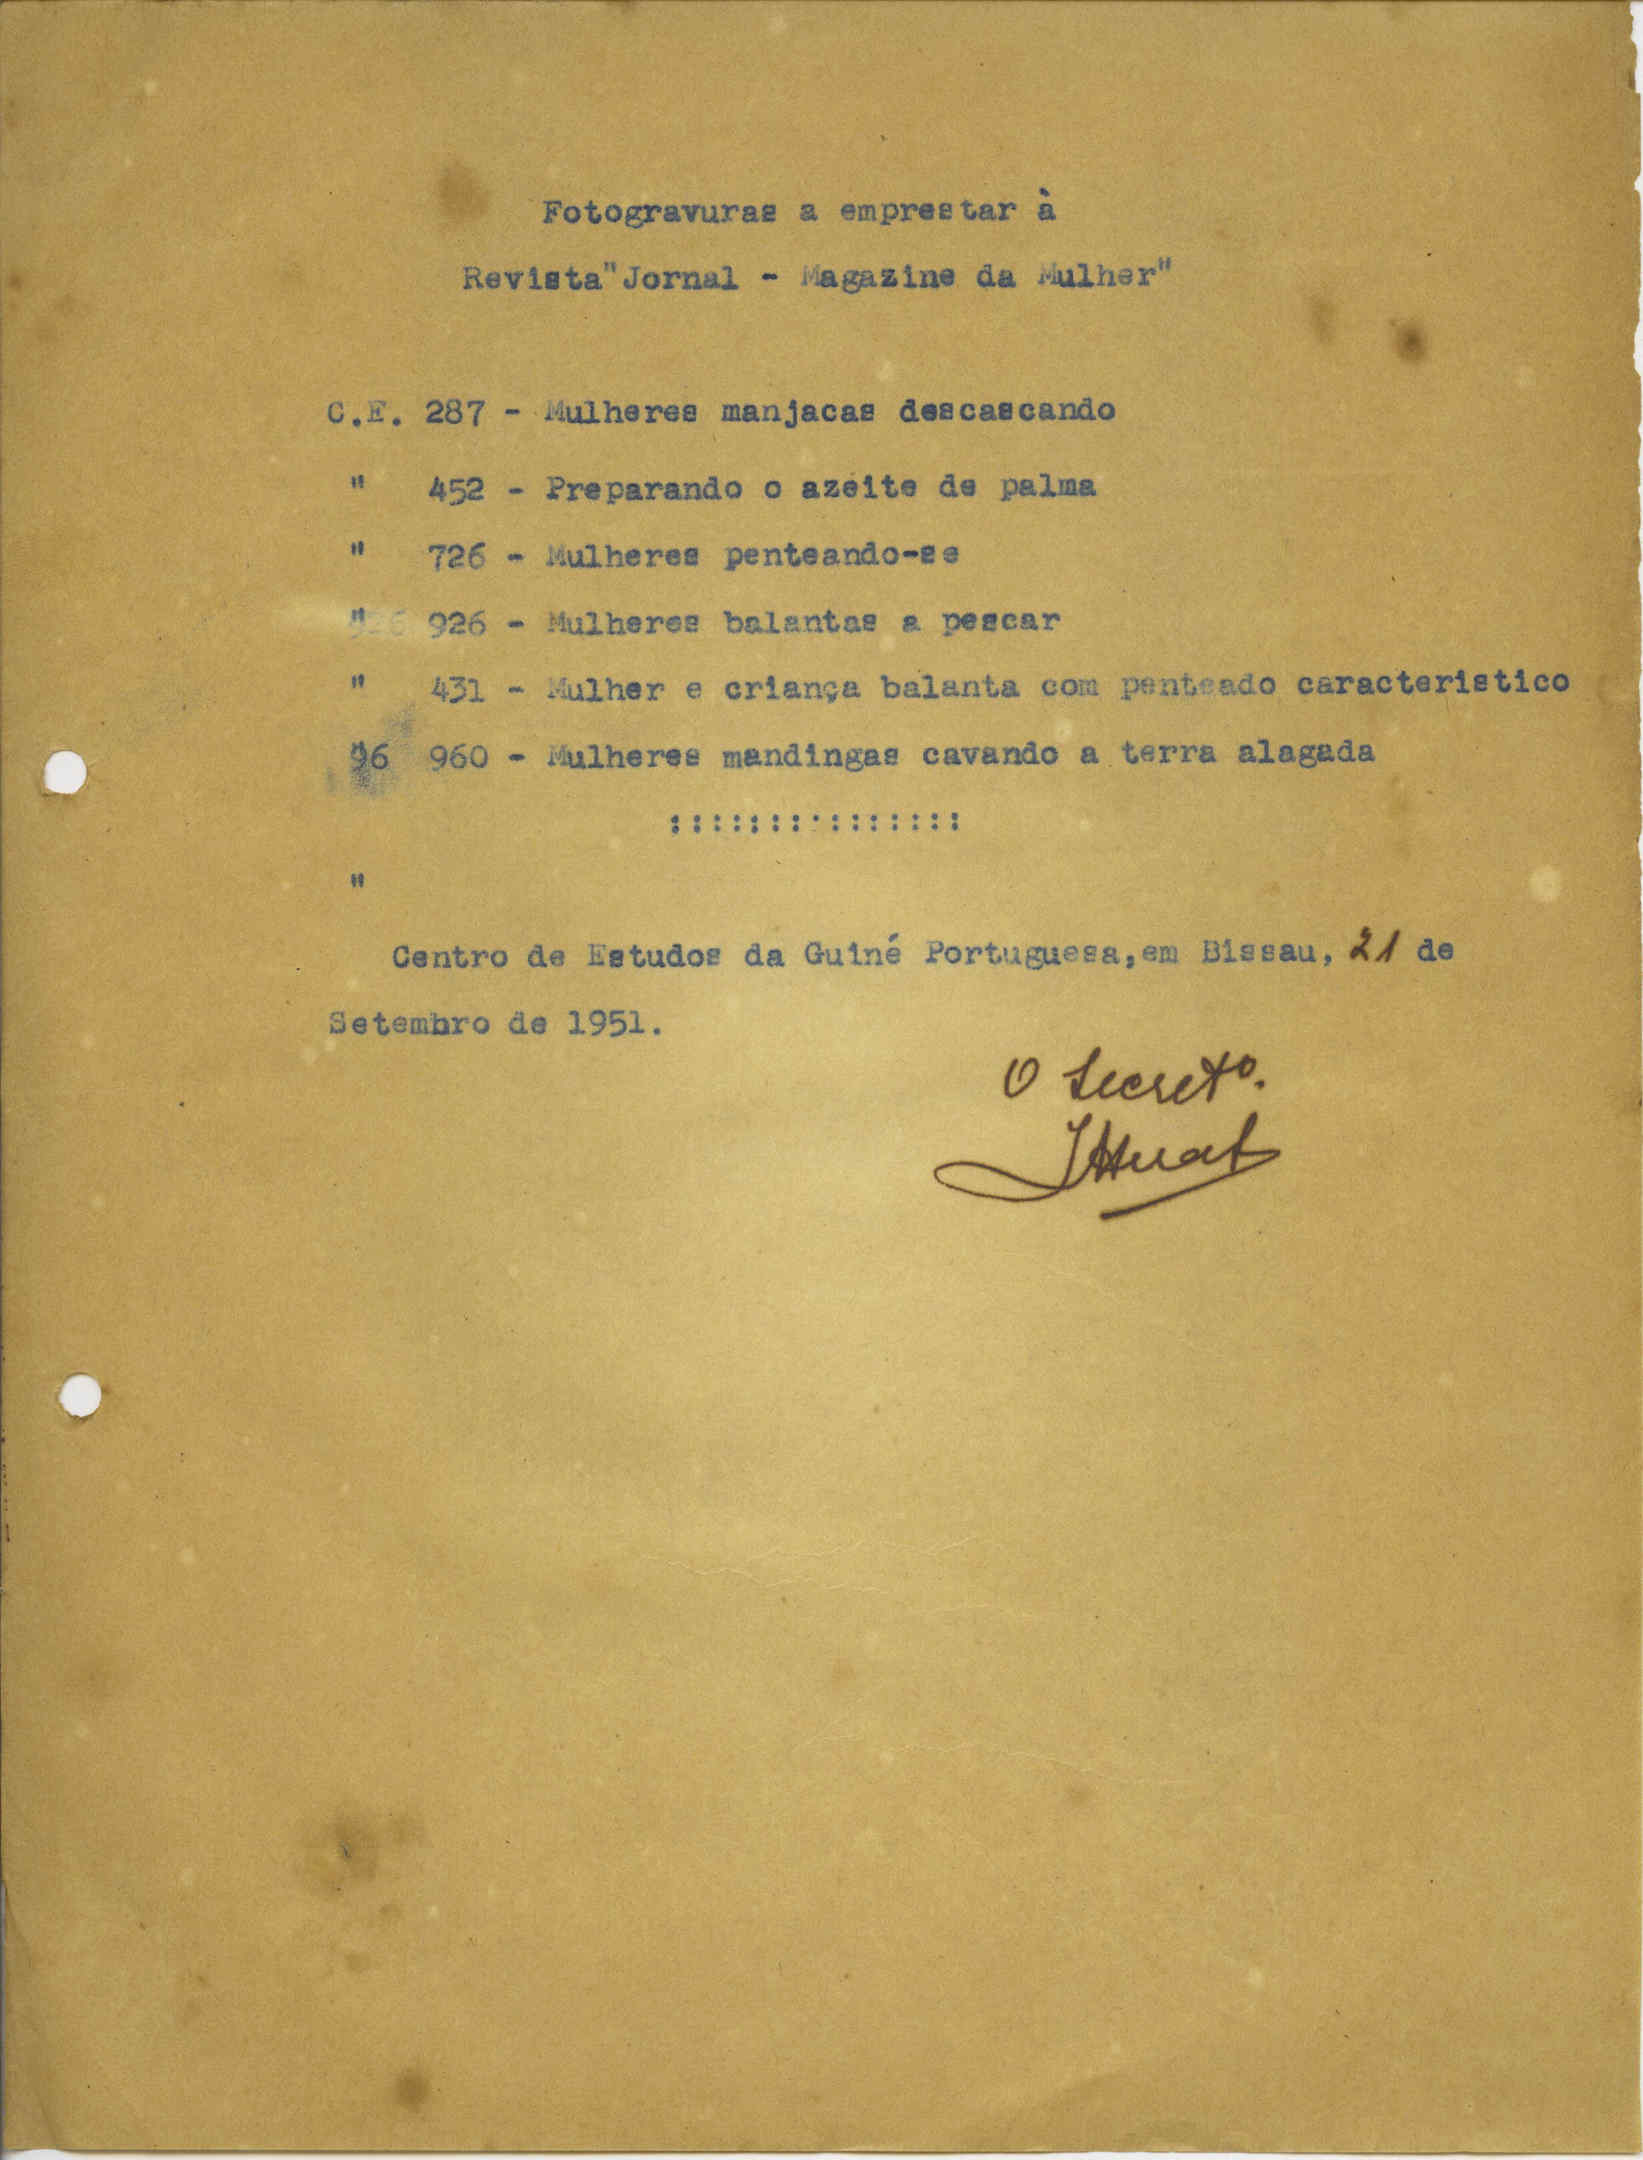 Fotogravuras a emprestar à
Revista"Jornal - Magazine da Mulher"
C.E. 287 - Mulheres manjacas descascando
" 452 - Preparando o azeite de palma
" 726 - Mulheres penteando-se
" 926 - Mulheres balantas a pescar
" 431 - Mulher e criança balanta com penteado caracteristico
" 960 - Mulheres mandingas cavando a terra alagada
:::::::::::::::
"
Centro de Estudos da Guiné Portuguesa,em Bissau, 21 de
Setembro de 1951.
O Secretº.